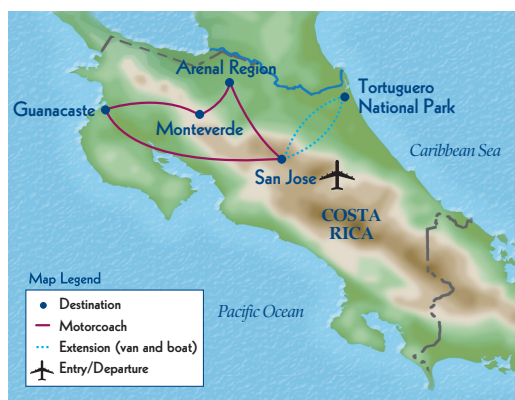 Arenal Region
Tortuguero
National Park
Guanacaste
Monteverde
Caribbean Sea
San Jose
COSTA
RICA
Map Legend
Destination
Motorcoach
Extension (van and boat)
Entry/Departure
Pacific Ocean